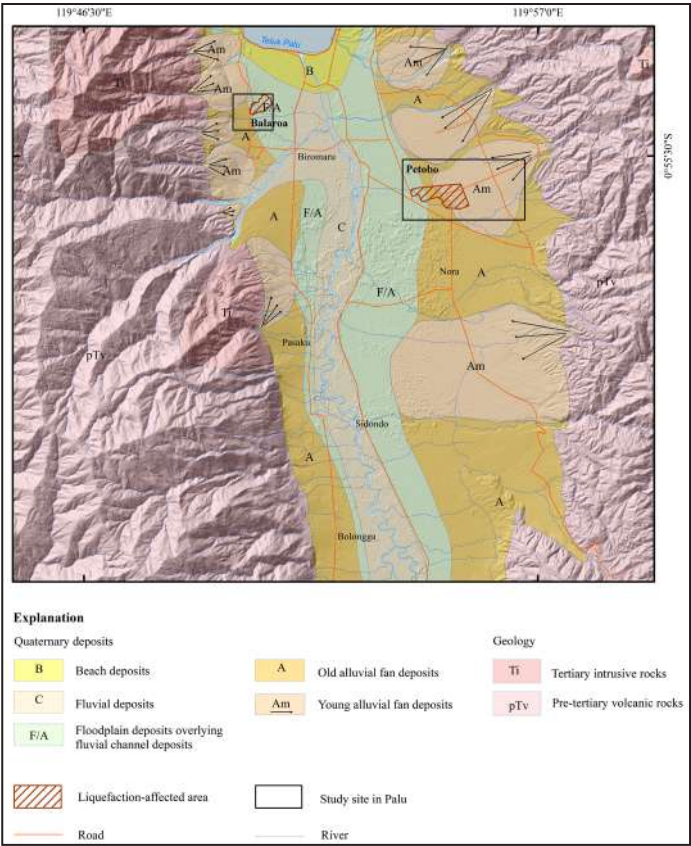 119°46'30"E
119°57'0"E
Teluk Palu
Am
Am
Ti
Ti
B
Am
A
F/A
Balaroa
A
0°55'30"S
Biromaru
Petobo
Am
Am
A
F/A
C
Nora
A
F/A
pTv
Ti
pTv
Pasaku
Am
Sidondo
A
A
Bolonggu
Explanation
Quaternary deposits
Geology
B Beach deposits
A Old alluvial fan deposits
Ti Tertiary intrusive rocks
C Fluvial deposits
Am Young alluvial fan deposits
pTv Pre-tertiary volcanic rocks
F/A Floodplain deposits overlying
fluvial channel deposits
Liquefaction-affected area
Study site in Palu
Road
River